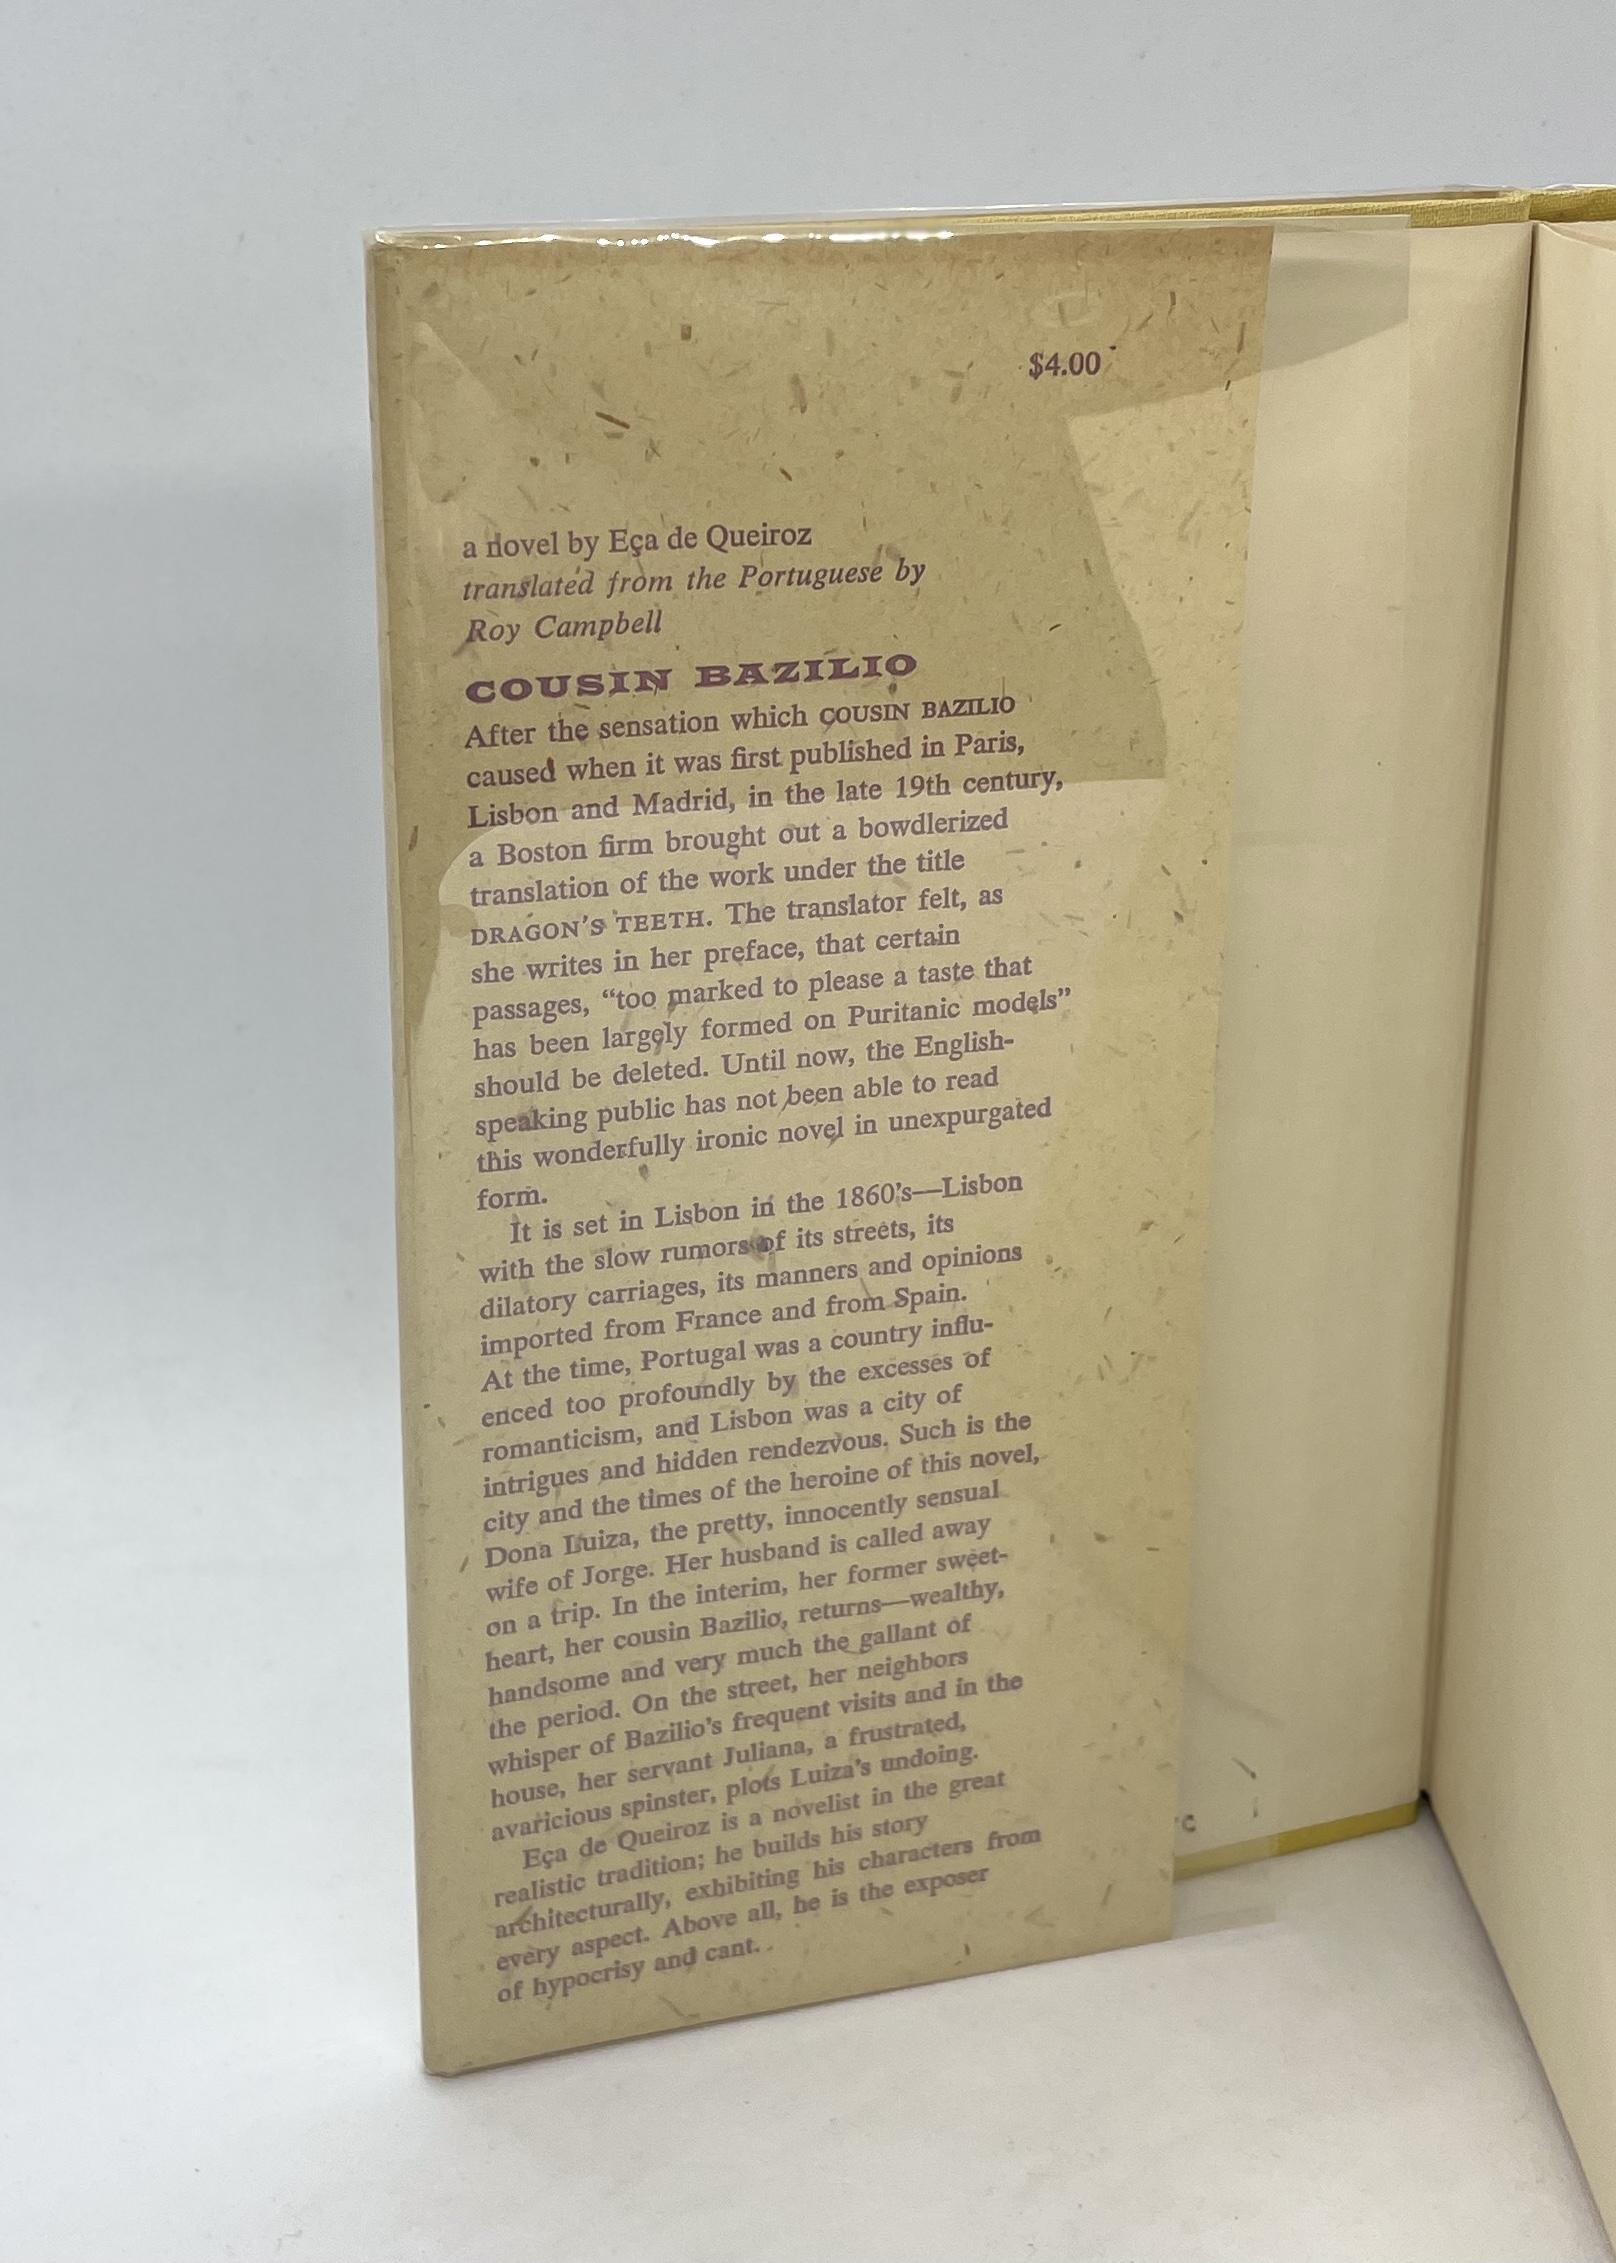 $4.00
a novel by Eça de Queiroz
translated from the Portuguese by
Roy Campbell
COUSIN BAZILIO
After the sensation which COUSIN BAZILIO
caused when it was first published in Paris,
Lisbon and Madrid, in the late 19th century,
a Boston firm brought out a bowdlerized
translation of the work under the title
DRAGON'S TEETH. The translator felt, as
she writes in her preface, that certain
passages, “too marked to please a taste that
has been largely formed on Puritanic models”
should be deleted. Until now, the English-
speaking public has not been able to read
this wonderfully ironic novel in unexpurgated
form.
It is set in Lisbon in the 1860's—Lisbon
with the slow rumors of its streets, its
dilatory carriages, its manners and opinions
imported from France and from Spain.
At the time, Portugal was a country influ-
enced too profoundly by the excesses of
romanticism, and Lisbon was a city of
intrigues and hidden rendezvous. Such is the
city and the times of the heroine of this novel,
Dona Luiza, the pretty, innocently sensual
wife of Jorge. Her husband is called away
on a trip. In the interim, her former sweet-
heart, her cousin Bazilio, returns—wealthy,
handsome and very much the gallant of
the period. On the street, her neighbors
whisper of Bazilio's frequent visits and in the
house, her servant Juliana, a frustrated,
avaricious spinster, plots Luiza's undoing.
Eça de Queiroz is a novelist in the great
realistic tradition; he builds his story
architecturally, exhibiting his characters from
every aspect. Above all, he is the exposer
of hypocrisy and cant.